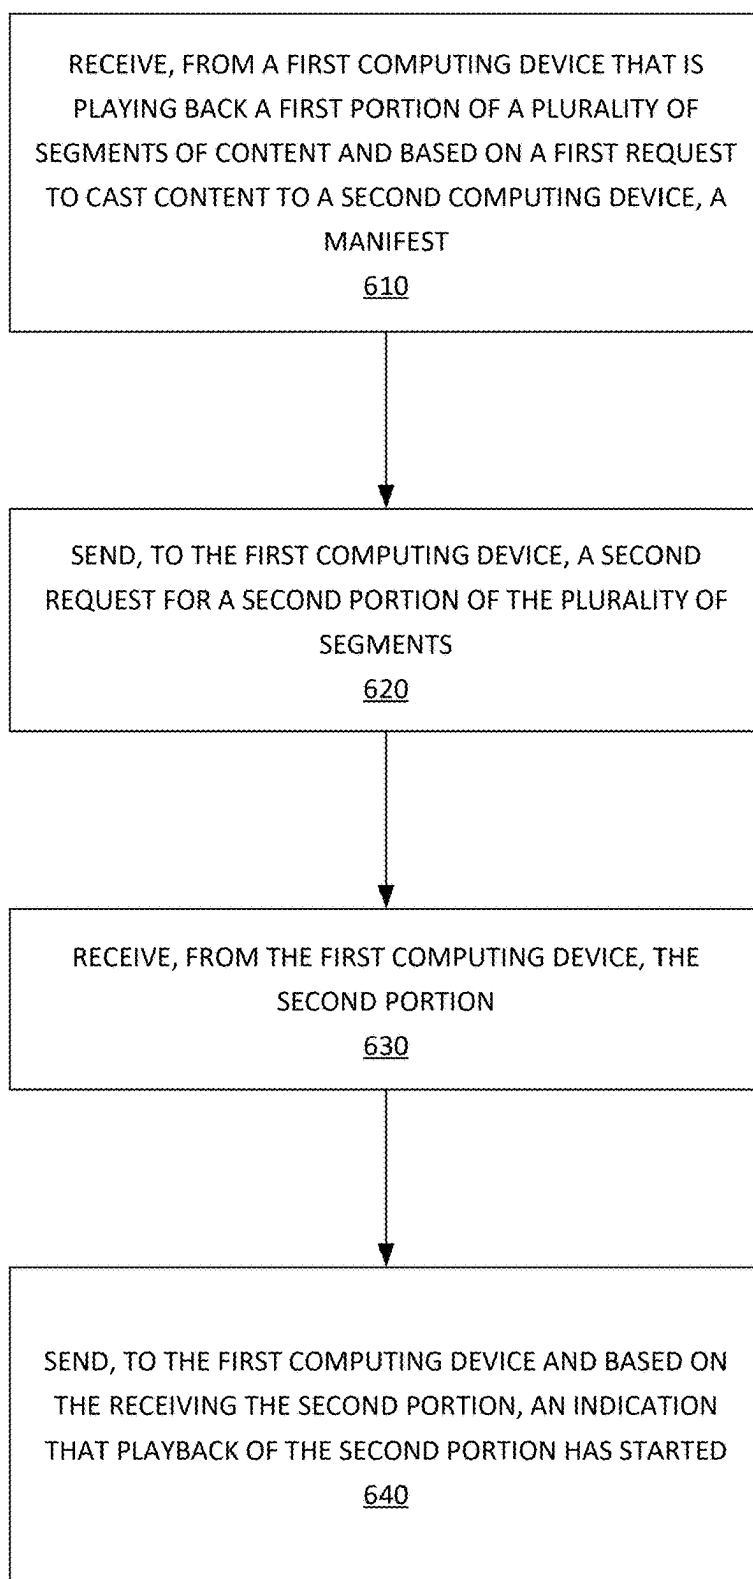 RECEIVE, FROM A FIRST COMPUTING DEVICE THAT IS
PLAYING BACK A FIRST PORTION OF A PLURALITY OF
SEGMENTS OF CONTENT AND BASED ON A FIRST REQUEST
TO CAST CONTENT TO A SECOND COMPUTING DEVICE, A
MANIFEST
610
SEND, TO THE FIRST COMPUTING DEVICE, A SECOND
REQUEST FOR A SECOND PORTION OF THE PLURALITY OF
SEGMENTS
620
RECEIVE, FROM THE FIRST COMPUTING DEVICE, THE
SECOND PORTION
630
SEND, TO THE FIRST COMPUTING DEVICE AND BASED ON
THE RECEIVING THE SECOND PORTION, AN INDICATION
THAT PLAYBACK OF THE SECOND PORTION HAS STARTED
640